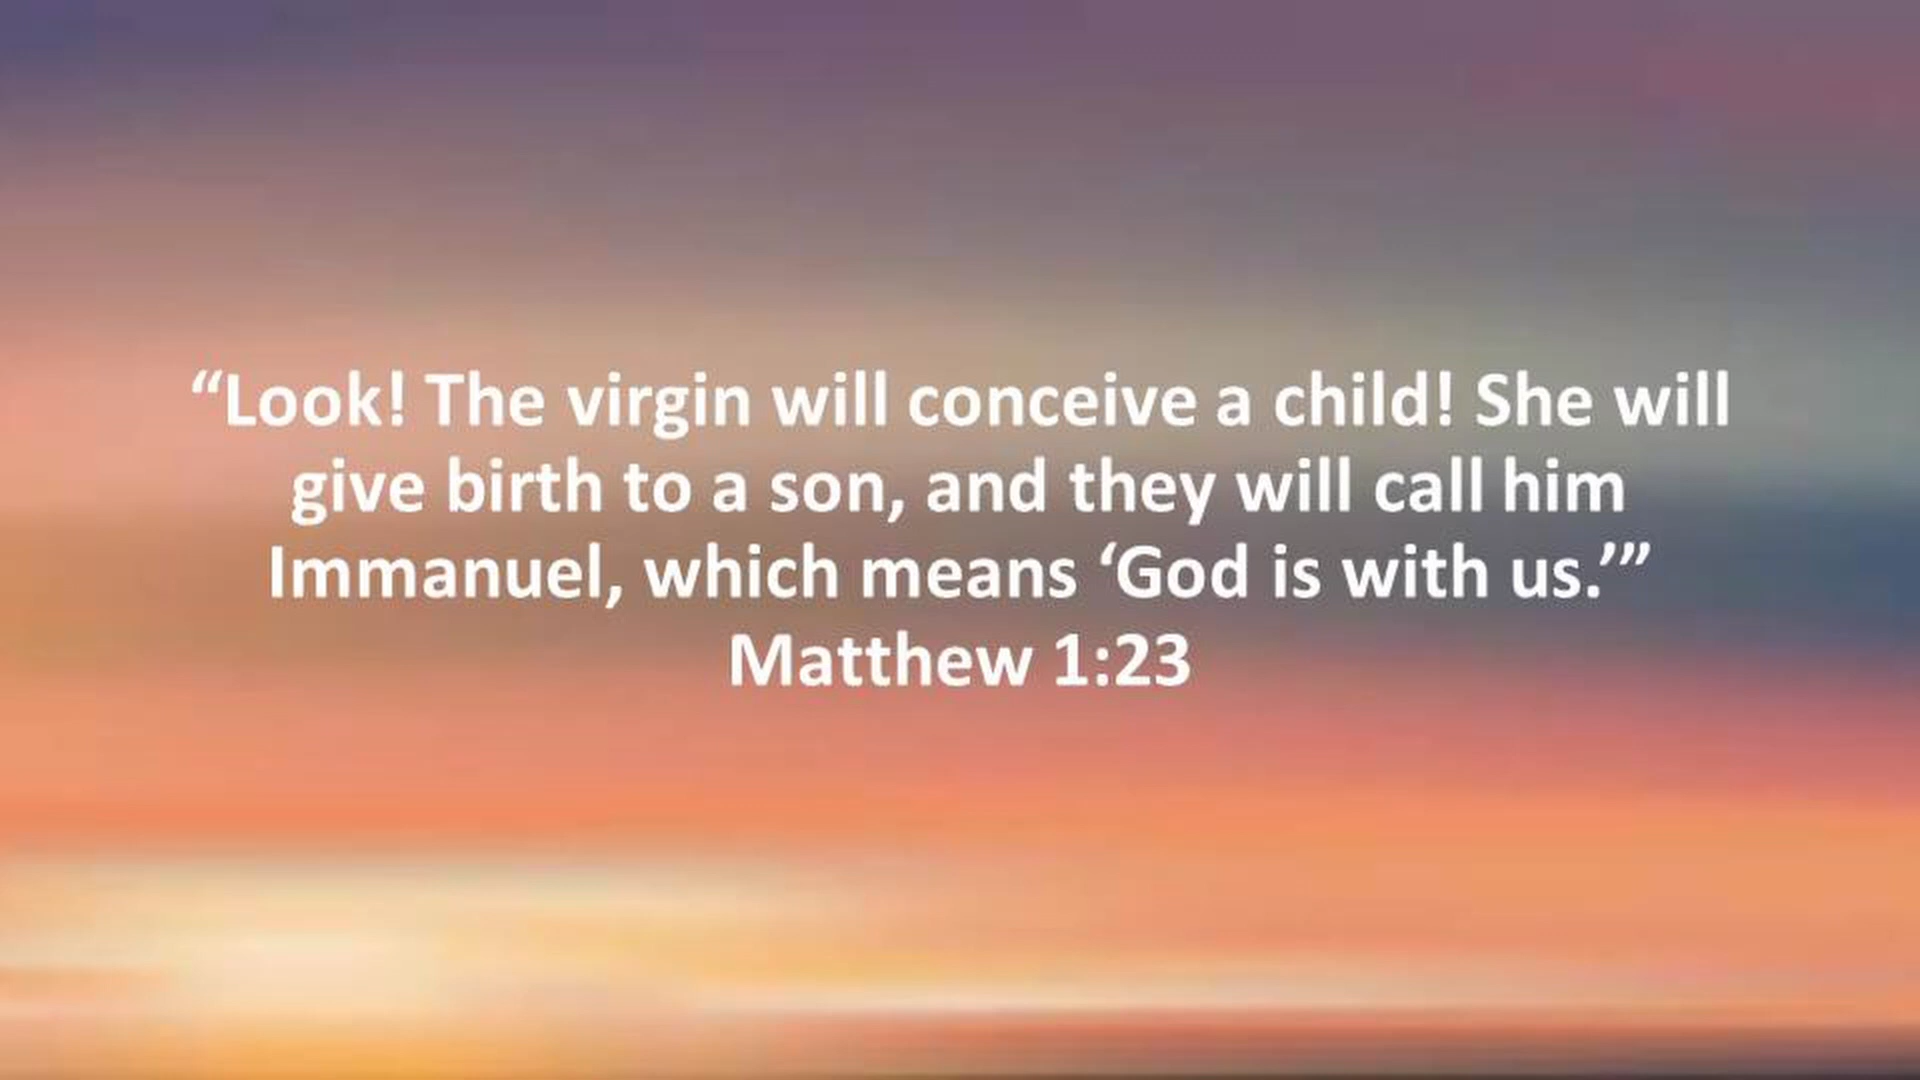 “Look! The virgin will conceive a child! She will
give birth to a son, and they will call him
Immanuel, which means ‘God is with us.’”
Matthew 1:23